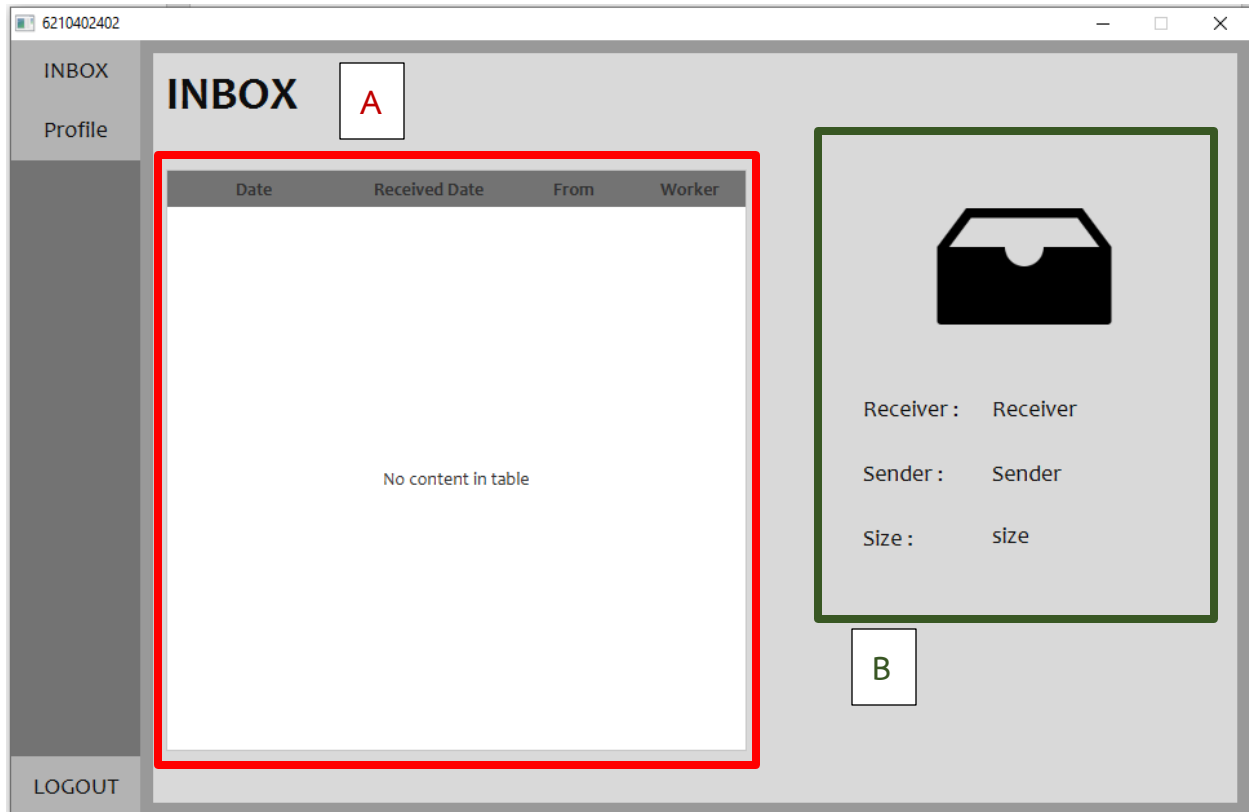 6210402402
INBOX
Profile
LOGOUT
INBOX
A
Date Received Date From Worker
No content in table
Receiver : Receiver
Sender : Sender
Size : size
B